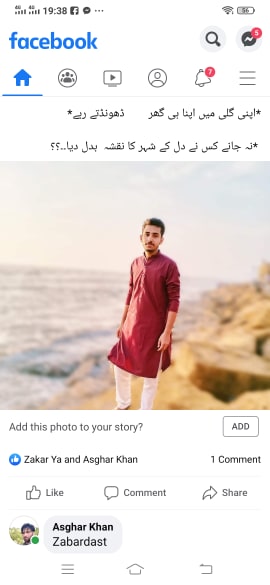 19:38
56
facebook
5
7
*اپنی گلی میں اپنا ہی گھر ڈھونڈتے رہے*
*نہ جانے کس نے دل کے شہر کا نقشہ بدل دیا..؟؟
Add this photo to your story?
ADD
Zakar Ya and Asghar Khan
1 Comment
Like
Comment
Share
Asghar Khan
Zabardast